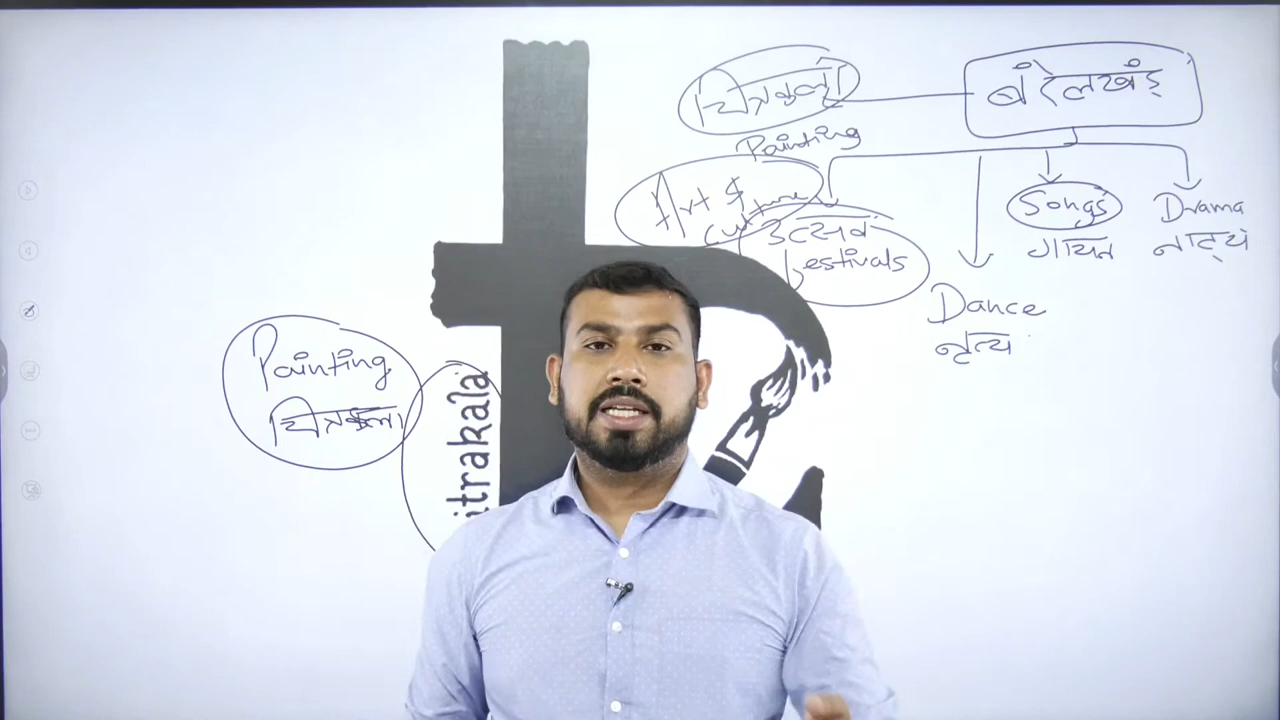 चित्रकला
बुंदेलखंड
Painting
Art &
culture
उत्सव
festivals
Songs
गायन
Drama
नाट्य
Dance
नृत्य
Painting
चित्रकला
itrakala